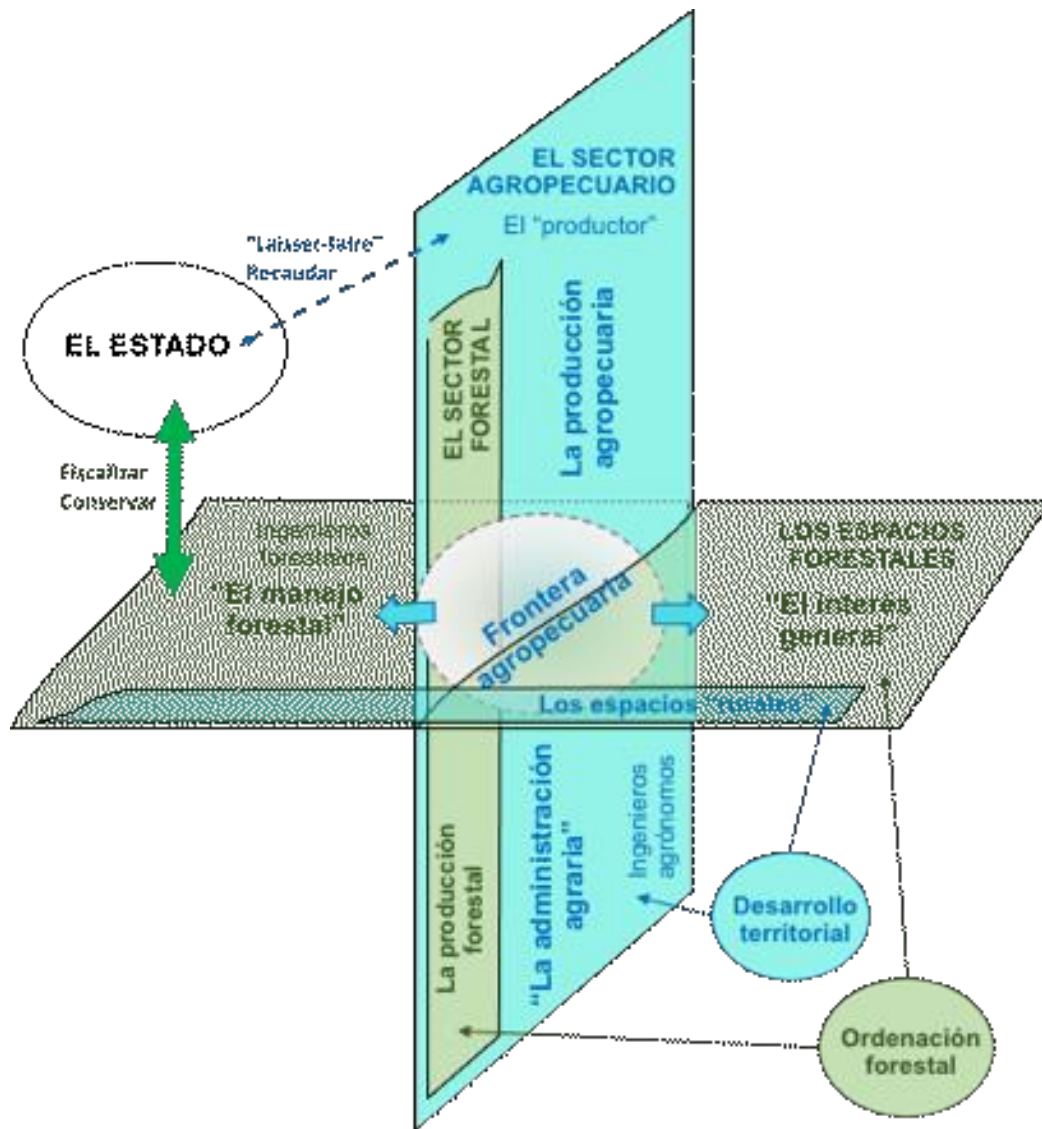 EL SECTOR
AGROPECUARIO
El "productor"
"Laisser-faire"
Recaudar
EL ESTADO
EL SECTOR
FORESTAL
La producción
agropecuaria
Fiscalizar
Conservar
Ingenieros
forestales
"El manejo
forestal"
LOS ESPACIOS
FORESTALES
"El interes
general"
Frontera
agropecuaria
Los espacios "rurales"
La producción
forestal
"La administración
agraria"
Ingenieros
agrónomos
Desarrollo
territorial
Ordenación
forestal